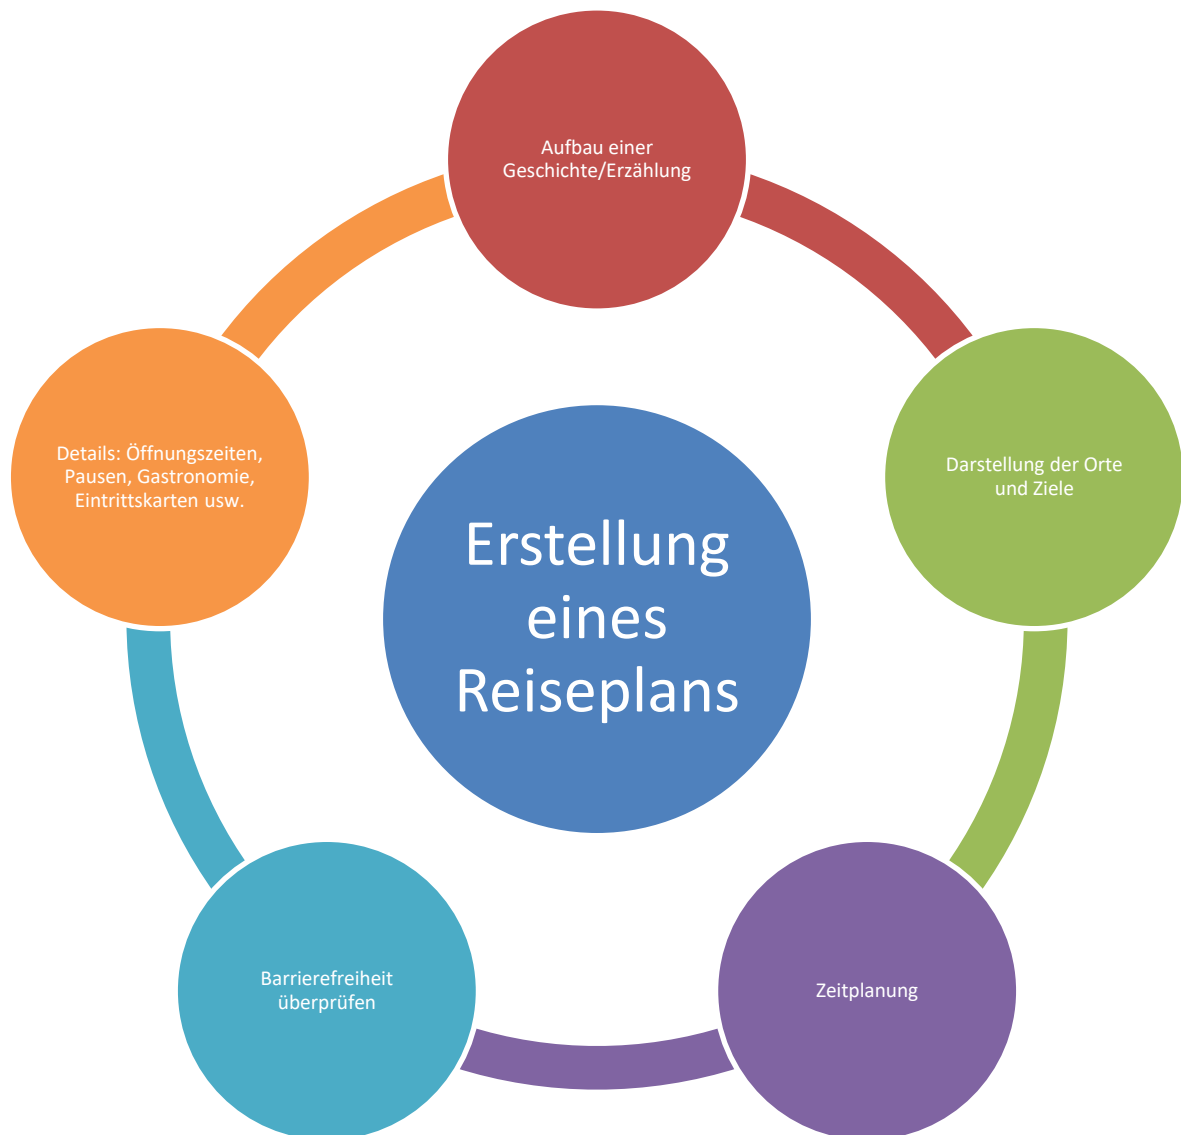 Aufbau einer
Geschichte/Erzählung
Darstellung der Orte
und Ziele
Zeitplanung
Barrierefreiheit
überprüfen
Details: Öffnungszeiten,
Pausen, Gastronomie,
Eintrittskarten usw.
Erstellung
eines
Reiseplans